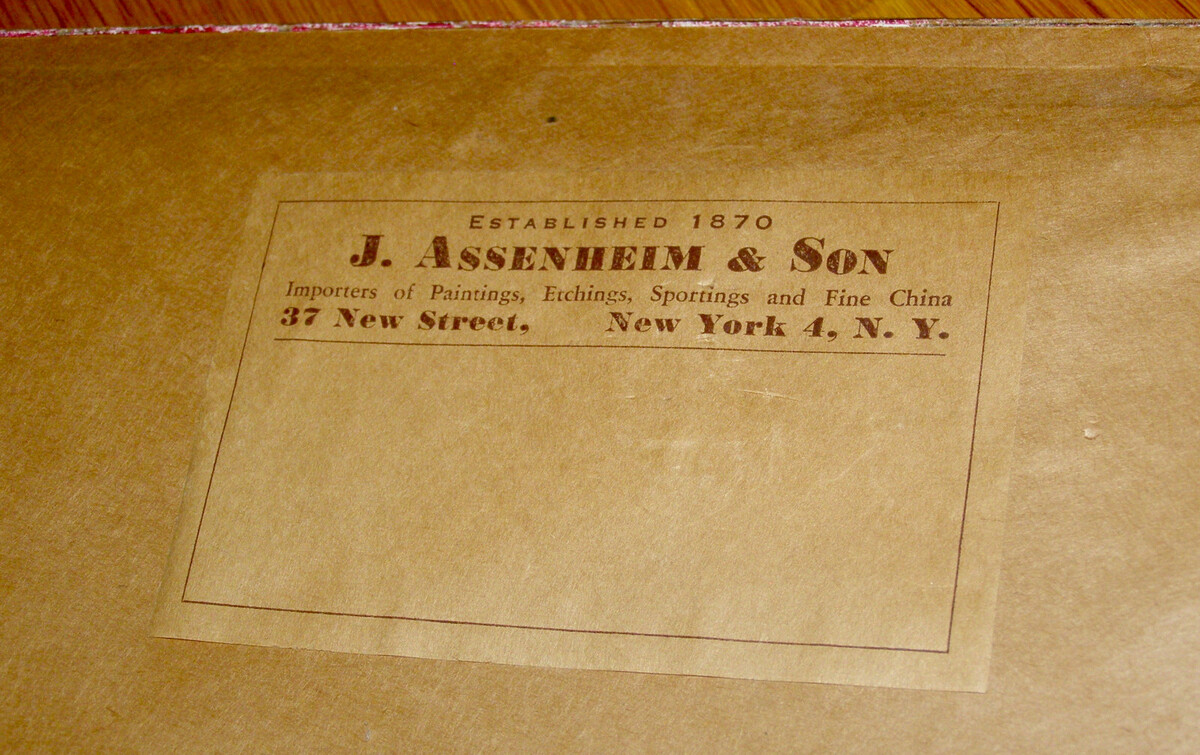 ESTABLISHED 1870
J. ASSENHEIM & SON
Importers of Paintings, Etchings, Sportings and Fine China
37 New Street, New York 4, N. Y.